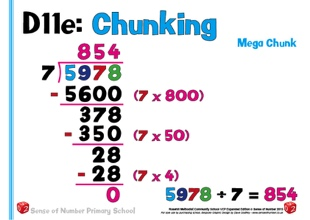 D11e: Chunking
Mega Chunk
854
7 5978
- 5600 (7 x 800)
378
- 350 (7 x 50)
28
- 28 (7 x 4)
0
5978 ÷ 7 = 854
Sense of Number Primary School